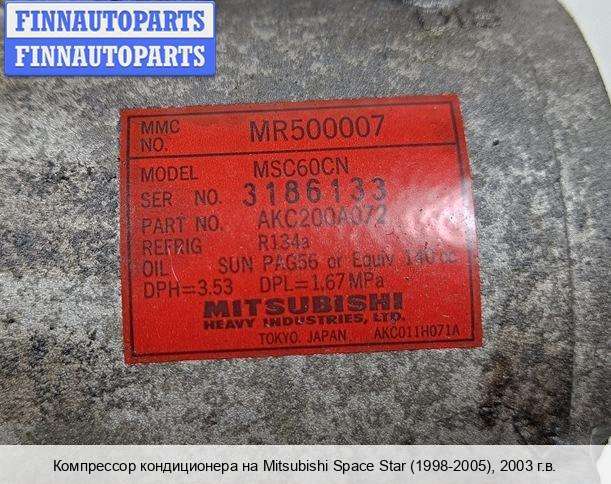 FINNAUTOPARTS
FINNAUTOPARTS
MMC NO. MR500007
MODEL MSC60CN
SER NO. 3186133
PART NO. AKC200A072
REFRIG R134a
OIL SUN PAG56 or Equiv 140cc
DPH=3.53 DPL=1.67MPa
MITSUBISHI
HEAVY INDUSTRIES, LTD.
TOKYO, JAPAN AKC011H071A
Компрессор кондиционера на Mitsubishi Space Star (1998-2005), 2003 г.в.